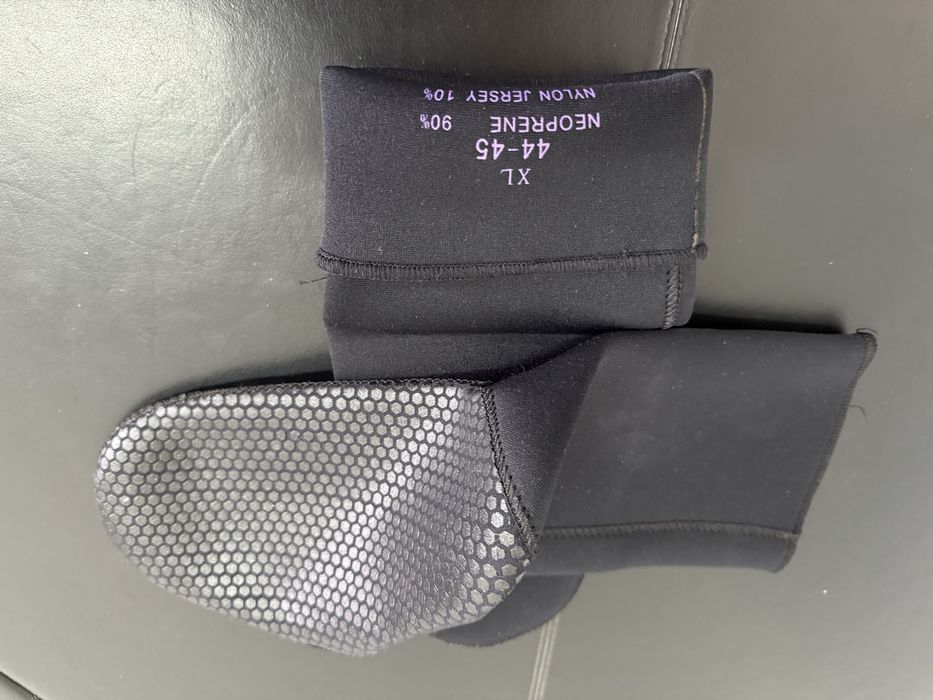 XL
44-45
NEOPRENE 90%
NYLON JERSEY 10%